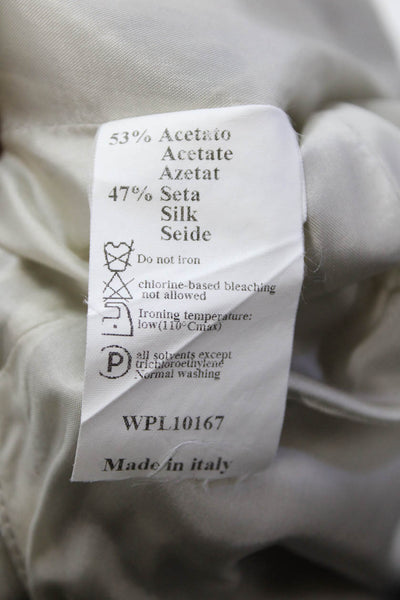 53% Acetato
Acetate
Azetat
47% Seta
Silk
Seide
Do not iron
chlorine-based bleaching
not allowed
Ironing temperature:
low(110°Cmax)
P all solvents except
trichloroethylene
Normal washing
WPL10167
Made in italy